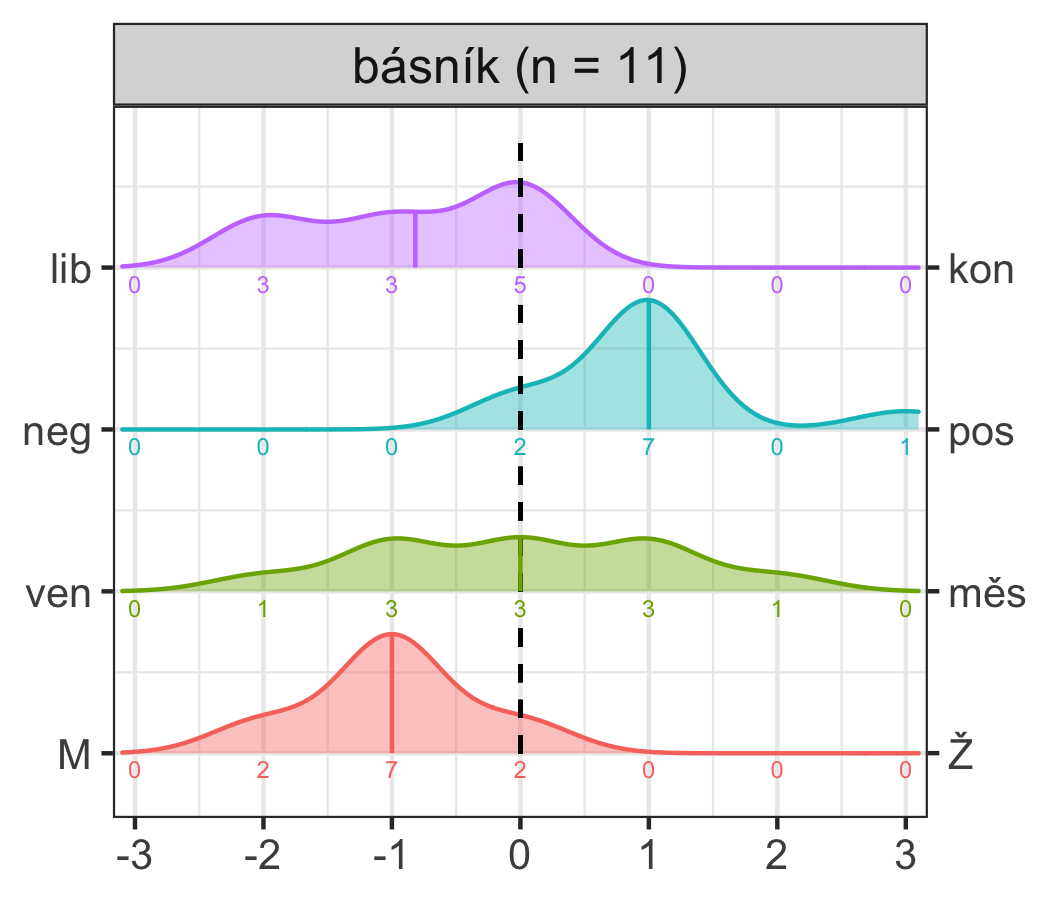 básník (n = 11)
lib kon
0 3 3 5 0 0 0
neg pos
0 0 0 2 7 0 1
ven měs
0 1 3 3 3 1 0
M Ž
0 2 7 2 0 0 0
-3 -2 -1 0 1 2 3